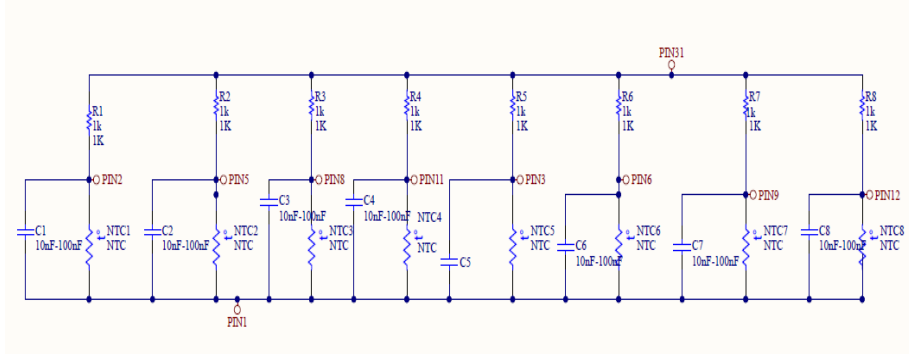 PIN31
R1
1k
1K
R2
1k
1K
R3
1k
1K
R4
1k
1K
R5
1k
1K
R6
1k
1K
R7
1k
1K
R8
1k
1K
PIN2
PIN5
PIN8
PIN11
PIN3
PIN6
PIN9
PIN12
C1
10nF-100nF
NTC1
NTC
C2
10nF-100nF
NTC2
NTC
C3
10nF-100nF
NTC3
NTC
C4
10nF-100nF
NTC4
NTC
C5
NTC5
NTC
C6
10nF-100nF
NTC6
NTC
C7
10nF-100nF
NTC7
NTC
C8
10nF-100nF
NTC8
NTC
PIN1